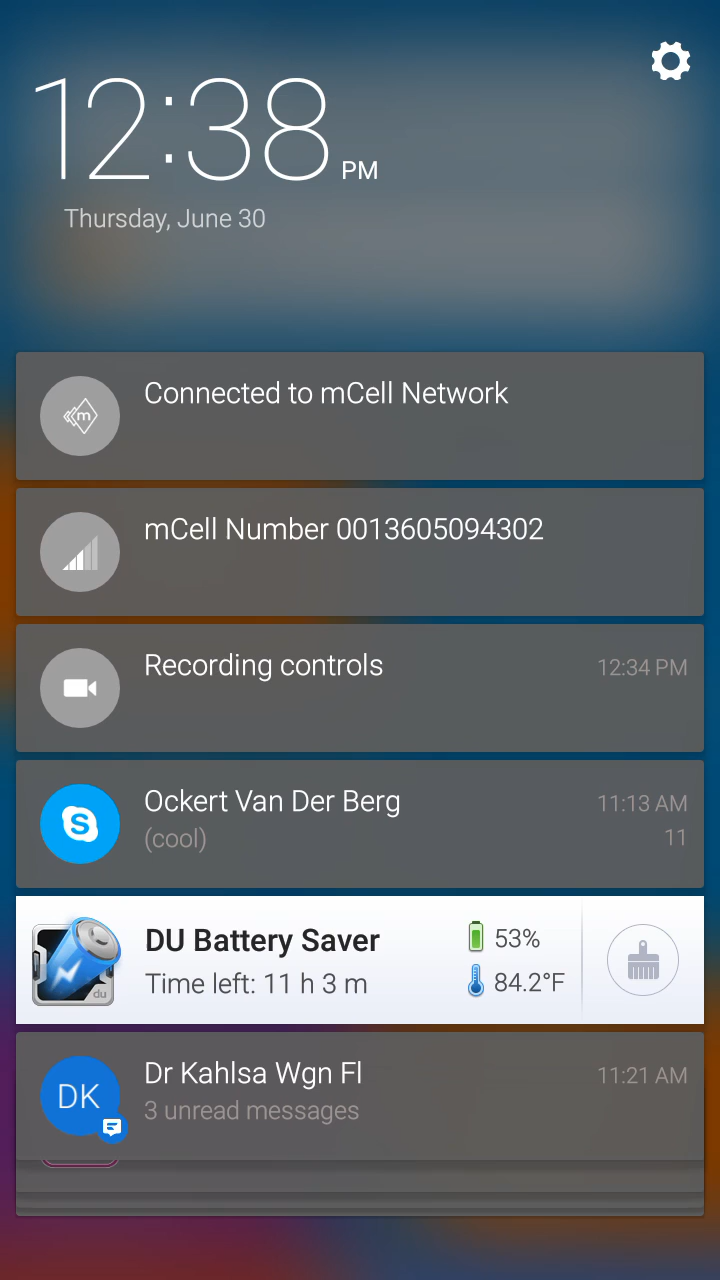 12:38 PM
Thursday, June 30
m
Connected to mCell Network
mCell Number 0013605094302
Recording controls
12:34 PM
S
Ockert Van Der Berg
11:13 AM
(cool)
11
DU Battery Saver
53%
Time left: 11 h 3 m
84.2°F
du
DK
Dr Kahlsa Wgn Fl
11:21 AM
3 unread messages